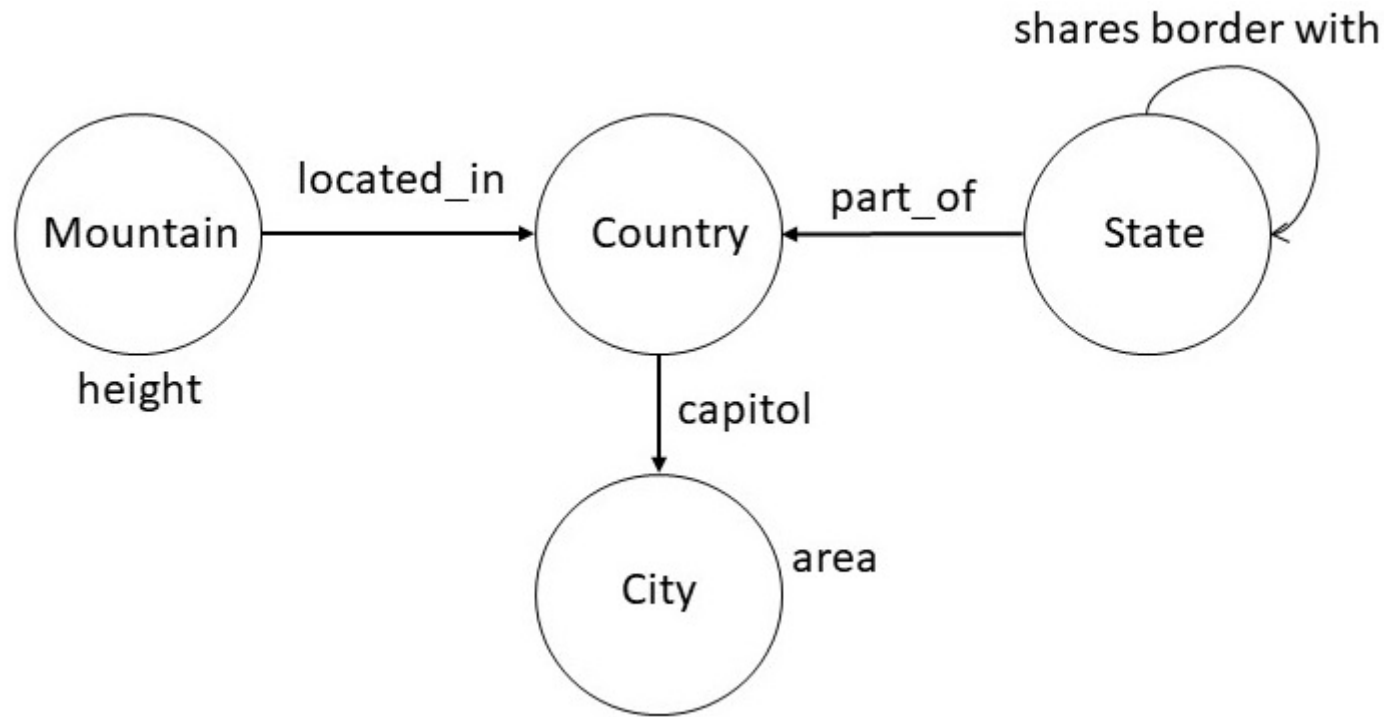 shares border with
located_in
part_of
Mountain
Country
State
height
capitol
area
City